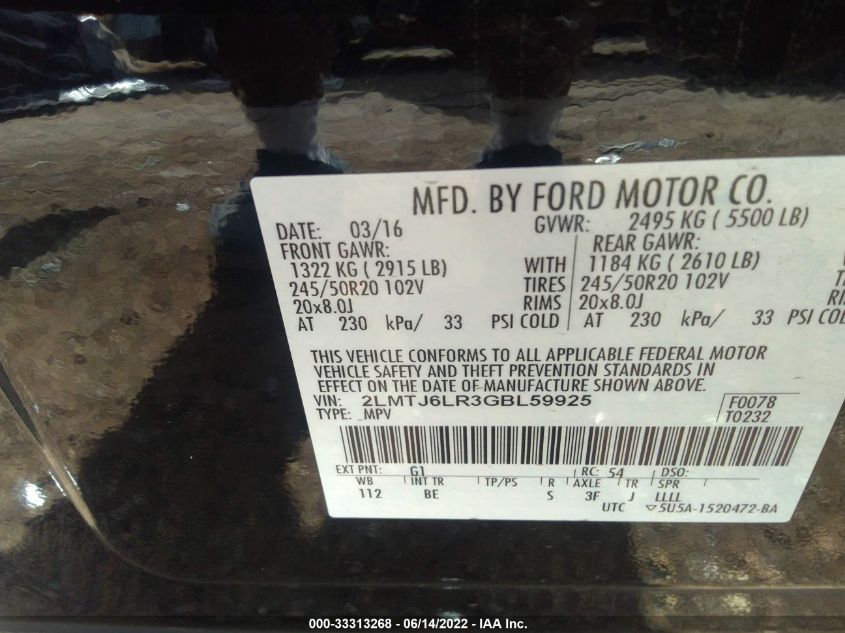 MFD. BY FORD MOTOR CO.
DATE: 03/16 GVWR: 2495 KG ( 5500 LB)
FRONT GAWR: REAR GAWR:
1322 KG ( 2915 LB) WITH 1184 KG ( 2610 LB)
245/50R20 102V TIRES 245/50R20 102V
20x8.0J RIMS 20x8.0J
AT 230 kPa/ 33 PSI COLD AT 230 kPa/ 33 PSI
THIS VEHICLE CONFORMS TO ALL APPLICABLE FEDERAL MOTOR
VEHICLE SAFETY AND THEFT PREVENTION STANDARDS IN
EFFECT ON THE DATE OF MANUFACTURE SHOWN ABOVE.
VIN: 2LMTJ6LR3GBL59925 F0078
TYPE: MPV T0232
EXT PNT: G1 RC: 54 DSO:
WB INT TR TP/PS R AXLE TR SPR
112 BE S 3F J LLLL
UTC ▽5U5A-1520472-BA
000-33313268 - 06/14/2022 - IAA Inc.